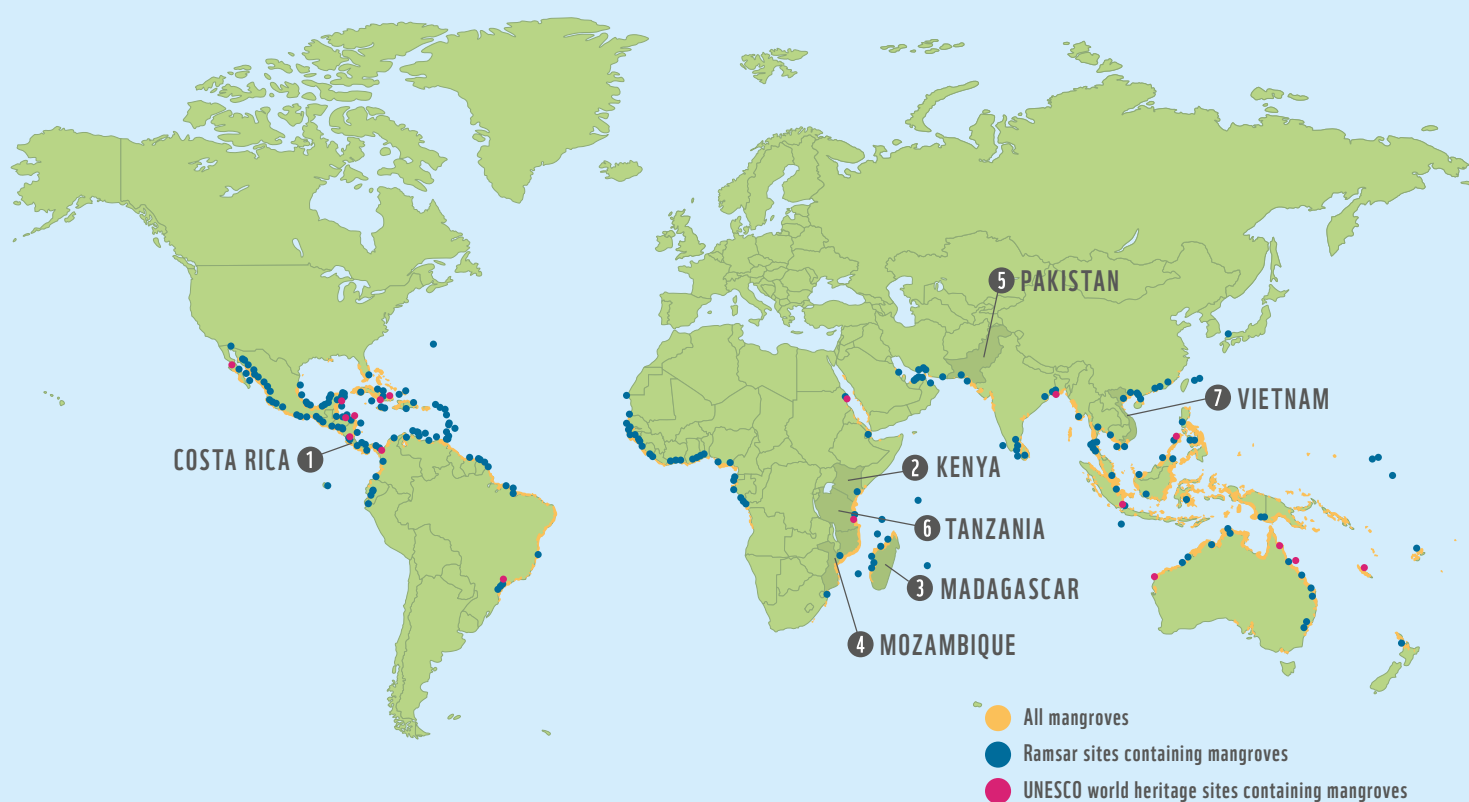 5 PAKISTAN
7 VIETNAM
COSTA RICA 1
2 KENYA
6 TANZANIA
3 MADAGASCAR
4 MOZAMBIQUE
All mangroves
Ramsar sites containing mangroves
UNESCO world heritage sites containing mangroves